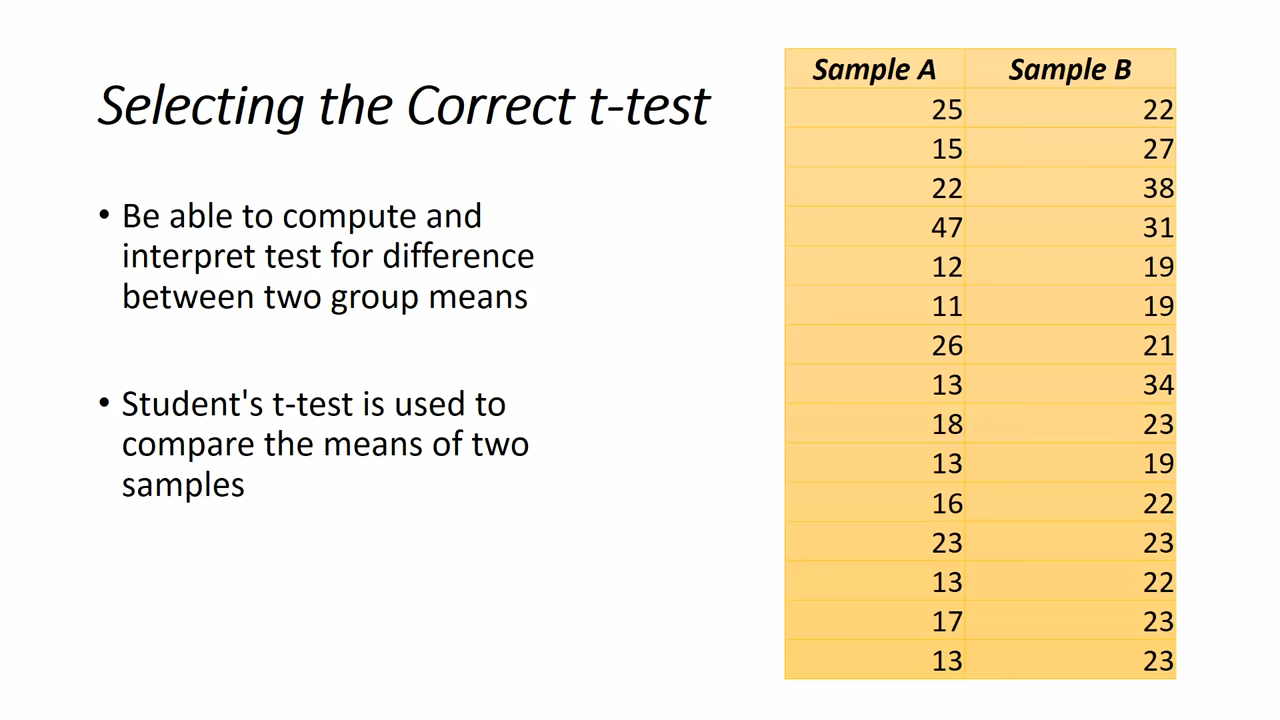 Selecting the Correct t-test
• Be able to compute and
interpret test for difference
between two group means
• Student's t-test is used to
compare the means of two
samples
Sample A Sample B
25 22
15 27
22 38
47 31
12 19
11 19
26 21
13 34
18 23
13 19
16 22
23 23
13 22
17 23
13 23